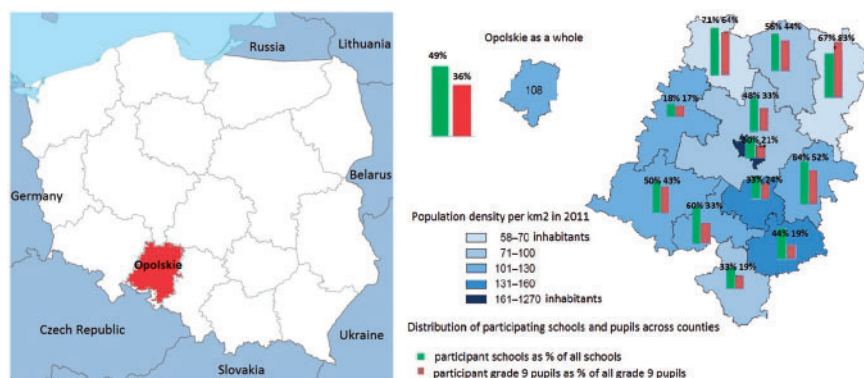 Russia
Lithuania
Germany
Belarus
Opolskie
Czech Republic
Ukraine
Slovakia
Opolskie as a whole
49%
36%
108
71% 64%
56% 44%
67% 83%
18% 17%
48% 33%
21%
64% 52%
50% 43%
33% 24%
60% 33%
44% 19%
33% 19%
Population density per km2 in 2011
58–70 inhabitants
71–100
101–130
131–160
161–1270 inhabitants
Distribution of participating schools and pupils across counties
participant schools as % of all schools
participant grade 9 pupils as % of all grade 9 pupils